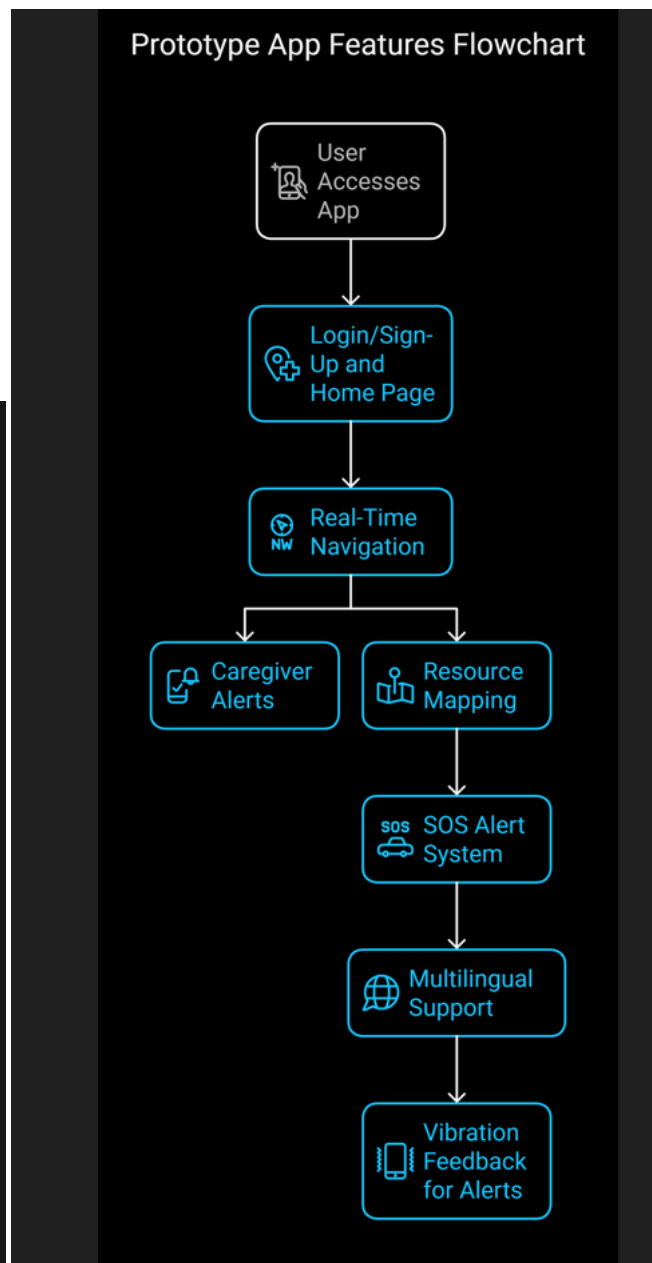 Prototype App Features Flowchart
User
Accesses
App
Login/Sign-
Up and
Home Page
NW
Real-Time
Navigation
Caregiver
Alerts
Resource
Mapping
SOS
SOS Alert
System
Multilingual
Support
Vibration
Feedback
for Alerts